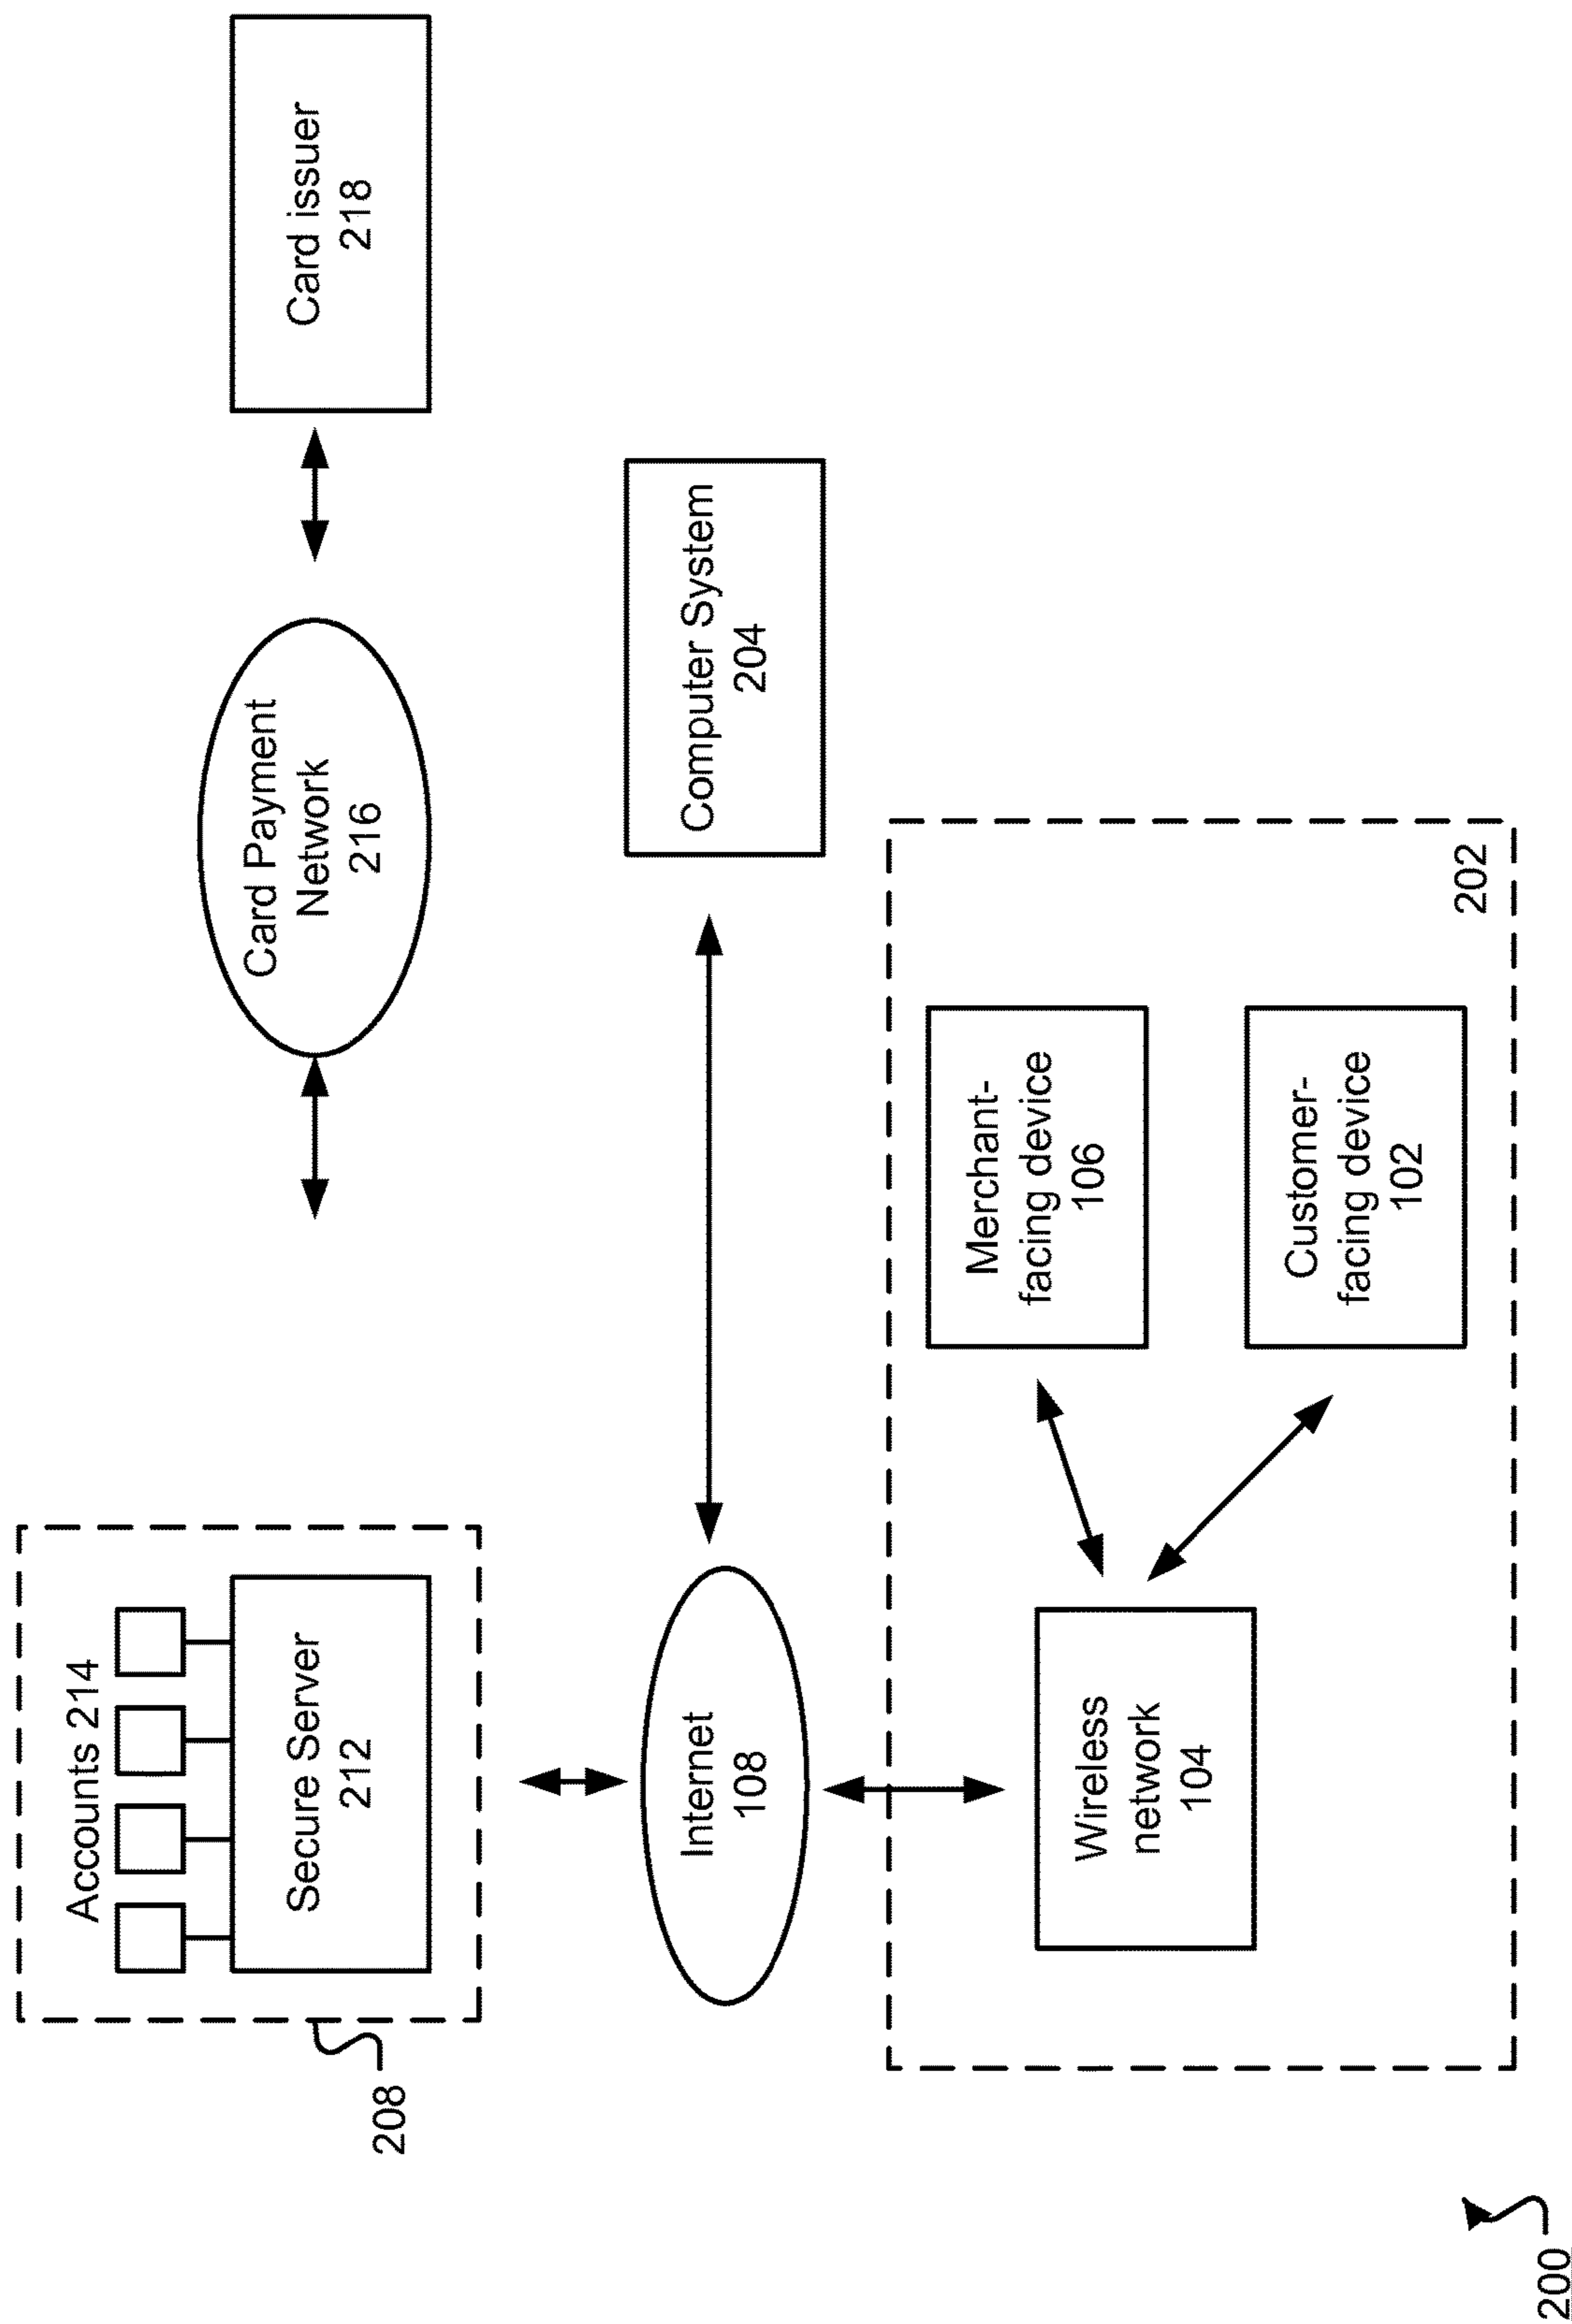 Accounts 214
Secure Server
212
208
Card Payment
Network
216
Card issuer
218
Internet
108
Computer System
204
Wireless
network
104
Merchant-
facing device
106
Customer-
facing device
102
202
200